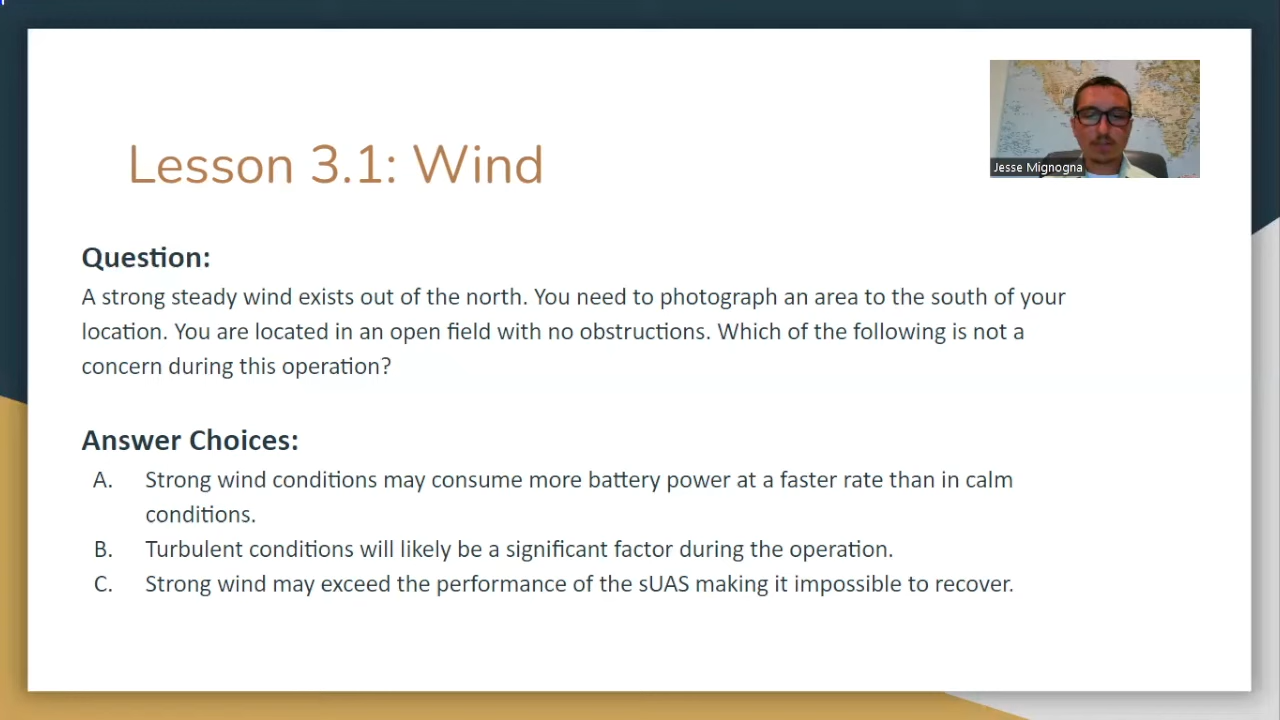 Jesse Mignogna
Lesson 3.1: Wind
Question:
A strong steady wind exists out of the north. You need to photograph an area to the south of your
location. You are located in an open field with no obstructions. Which of the following is not a
concern during this operation?
Answer Choices:
A. Strong wind conditions may consume more battery power at a faster rate than in calm
conditions.
B. Turbulent conditions will likely be a significant factor during the operation.
C. Strong wind may exceed the performance of the sUAS making it impossible to recover.